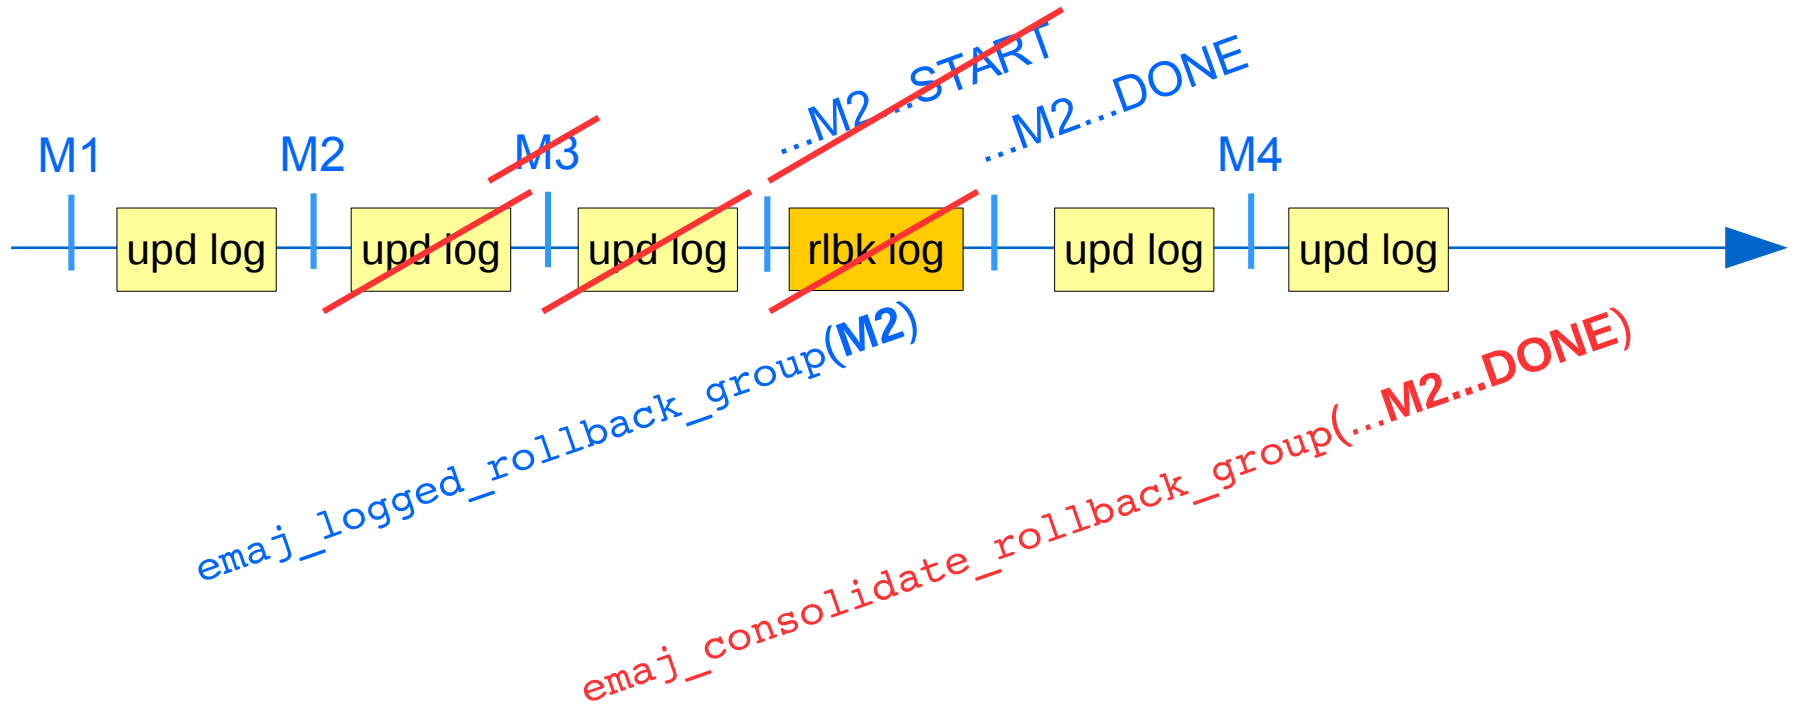 ...M2...START
...M2...DONE
M1
M2
M3
M4
upd log
upd log
upd log
rlbk log
upd log
upd log
emaj_logged_rollback_group(M2)
emaj_consolidate_rollback_group(...M2...DONE)